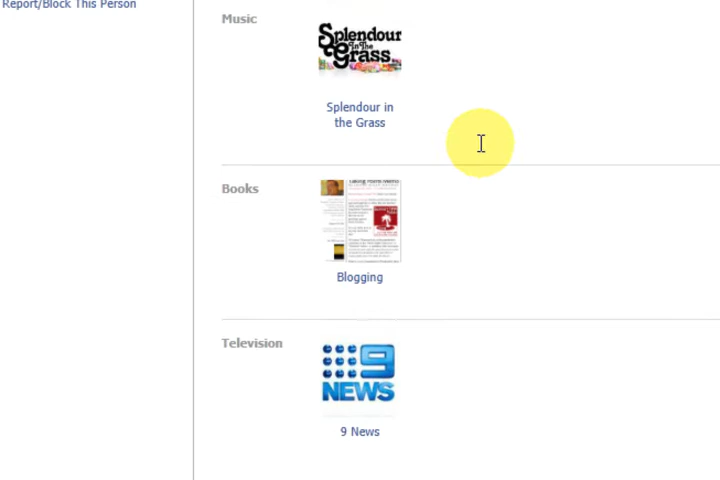 Report/Block This Person
Music
Splendour
In The
Grass
Splendour in
the Grass
Books
Blogging
Television
9
NEWS
9 News